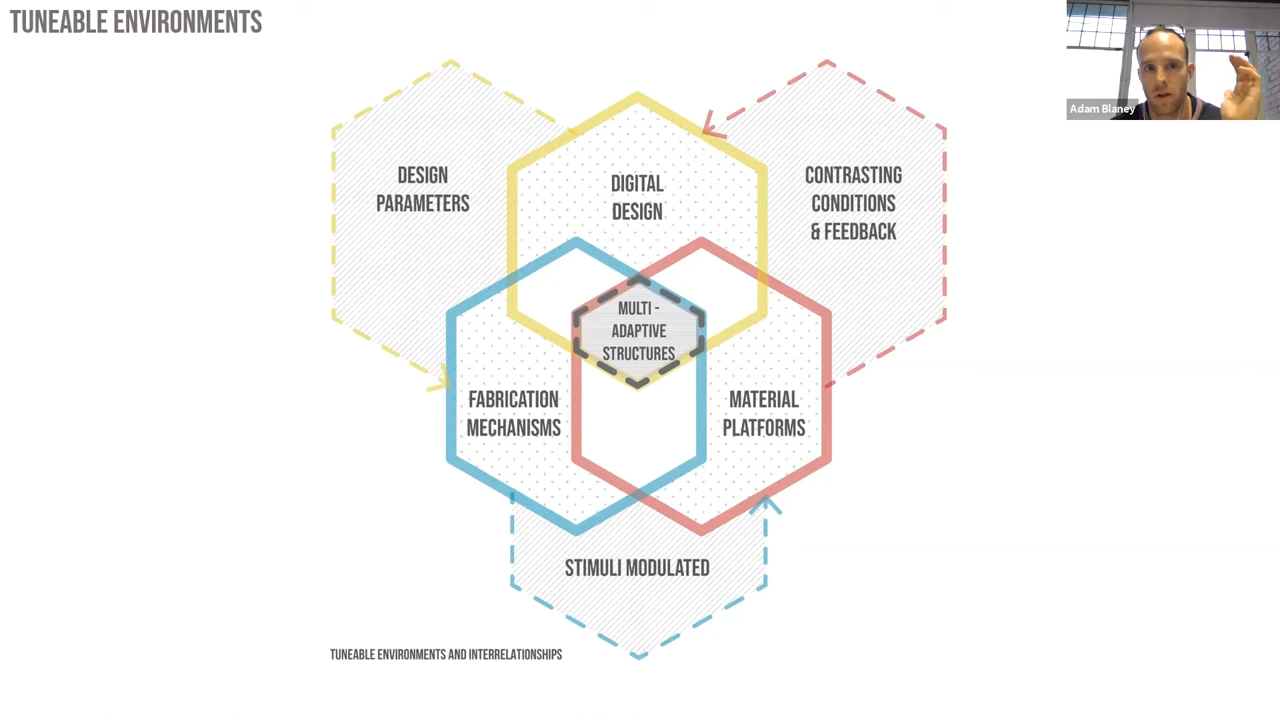 TUNEABLE ENVIRONMENTS
Adam Blaney
DESIGN
PARAMETERS
DIGITAL
DESIGN
CONTRASTING
CONDITIONS
& FEEDBACK
MULTI -
ADAPTIVE
STRUCTURES
FABRICATION
MECHANISMS
MATERIAL
PLATFORMS
STIMULI MODULATED
TUNEABLE ENVIRONMENTS AND INTERRELATIONSHIPS